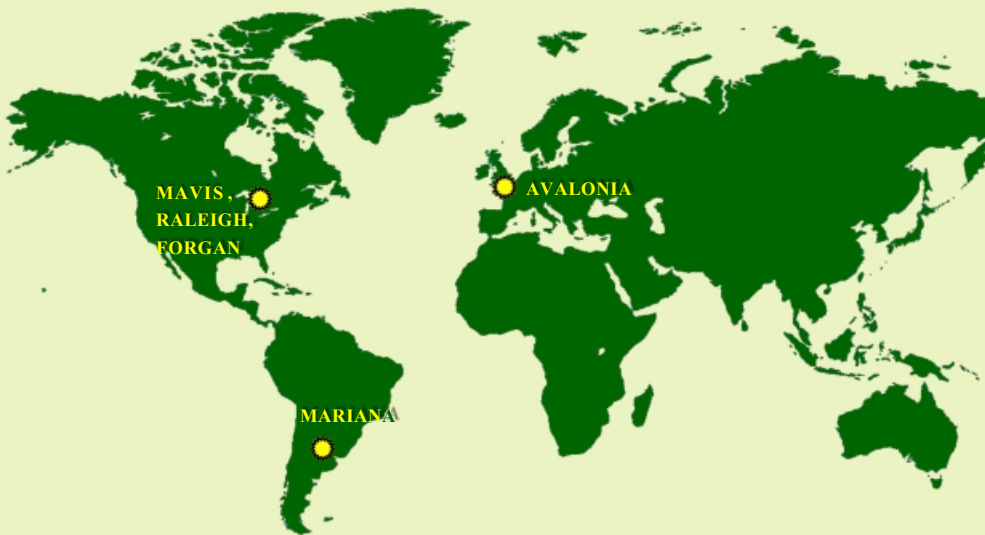 MAVIS ,
RALEIGH,
FORGAN
AVALONIA
MARIANA